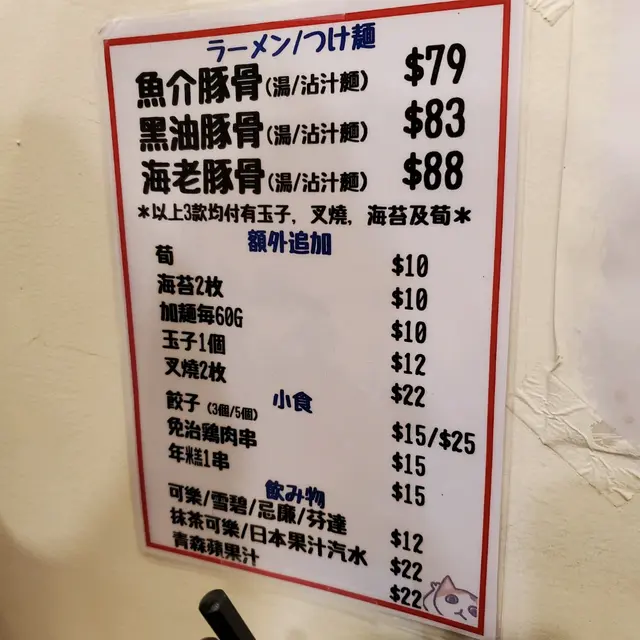 ラーメン/つけ麺
魚介豚骨(湯/沾汁麵) $79
黑油豚骨(湯/沾汁麵) $83
海老豚骨(湯/沾汁麵) $88
*以上3款均付有玉子, 叉燒, 海苔及荀*
額外追加
荀 $10
海苔2枚 $10
加麵每60G $10
玉子1個 $12
叉燒2枚 $22
小食
餃子 (3個/5個) $15/$25
免治鶏肉串 $15
年糕1串 $15
飲み物
可樂/雪碧/忌廉/芬達 $12
抹茶可樂/日本果汁汽水 $22
青森蘋果汁 $22